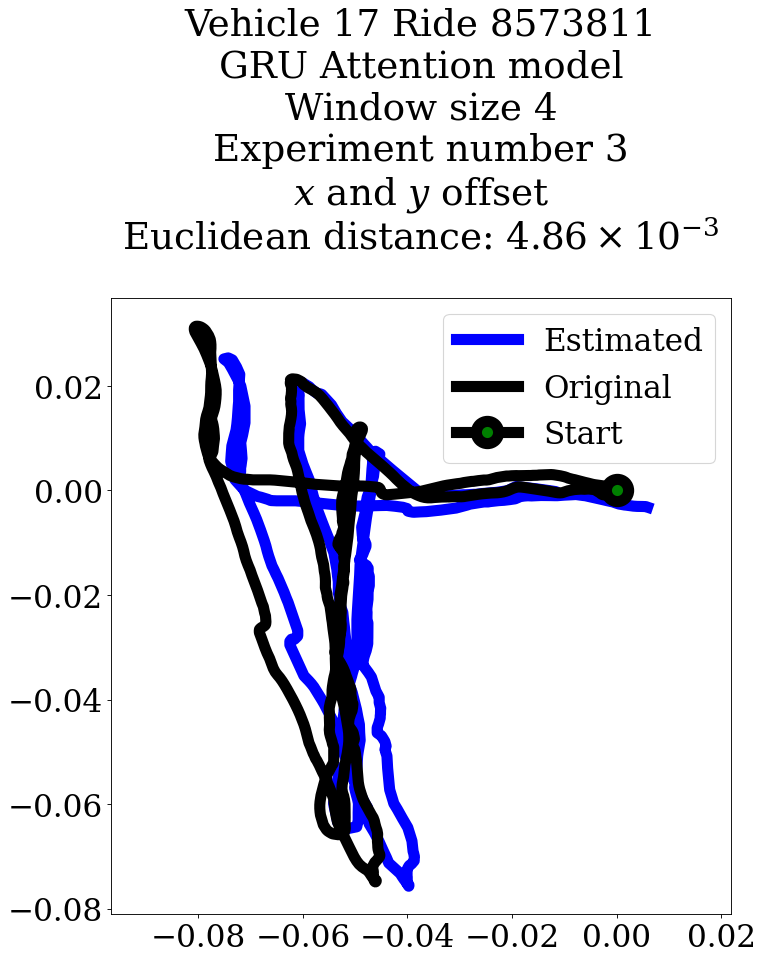 Vehicle 17 Ride 8573811
GRU Attention model
Window size 4
Experiment number 3
x and y offset
Euclidean distance: 4.86 × 10⁻³
Estimated
Original
Start
0.02
0.00
−0.02
−0.04
−0.06
−0.08
−0.08 −0.06 −0.04 −0.02 0.00 0.02